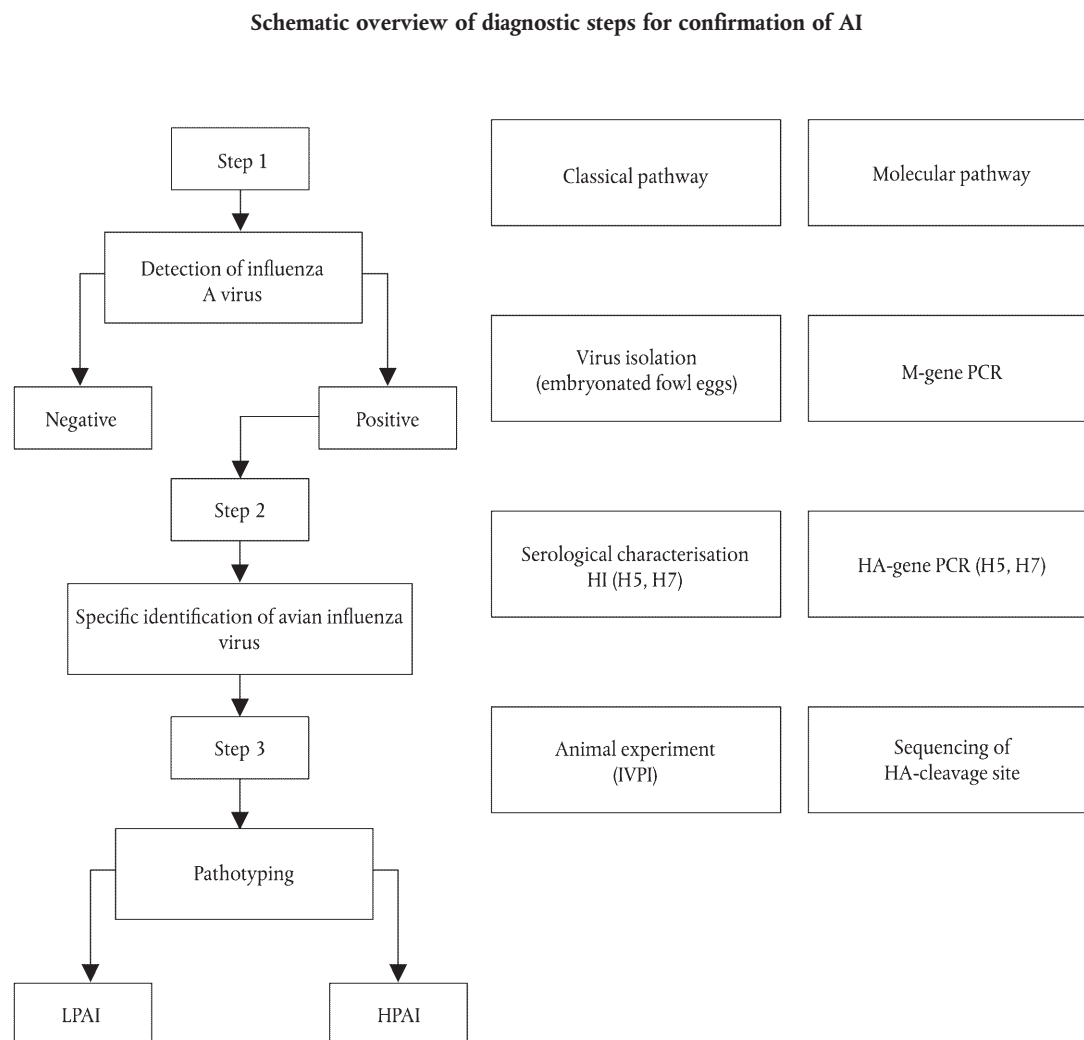 Schematic overview of diagnostic steps for confirmation of AI
Step 1
Classical pathway
Molecular pathway
Detection of influenza
A virus
Virus isolation
(embryonated fowl eggs)
M-gene PCR
Negative
Positive
Step 2
Serological characterisation
HI (H5, H7)
HA-gene PCR (H5, H7)
Specific identification of avian influenza
virus
Step 3
Animal experiment
(IVPI)
Sequencing of
HA-cleavage site
Pathotyping
LPAI
HPAI